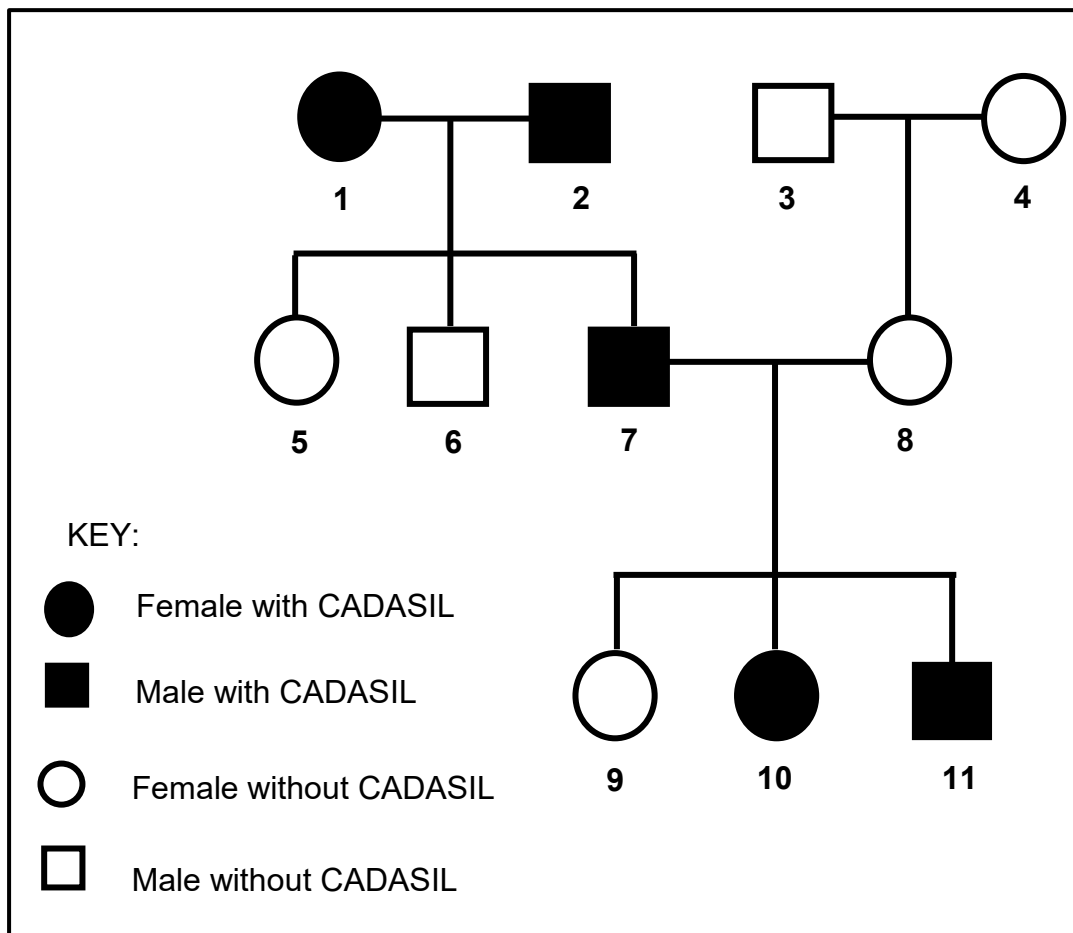 1 2 3 4
5 6 7 8
KEY:
Female with CADASIL
Male with CADASIL
9 10 11
Female without CADASIL
Male without CADASIL